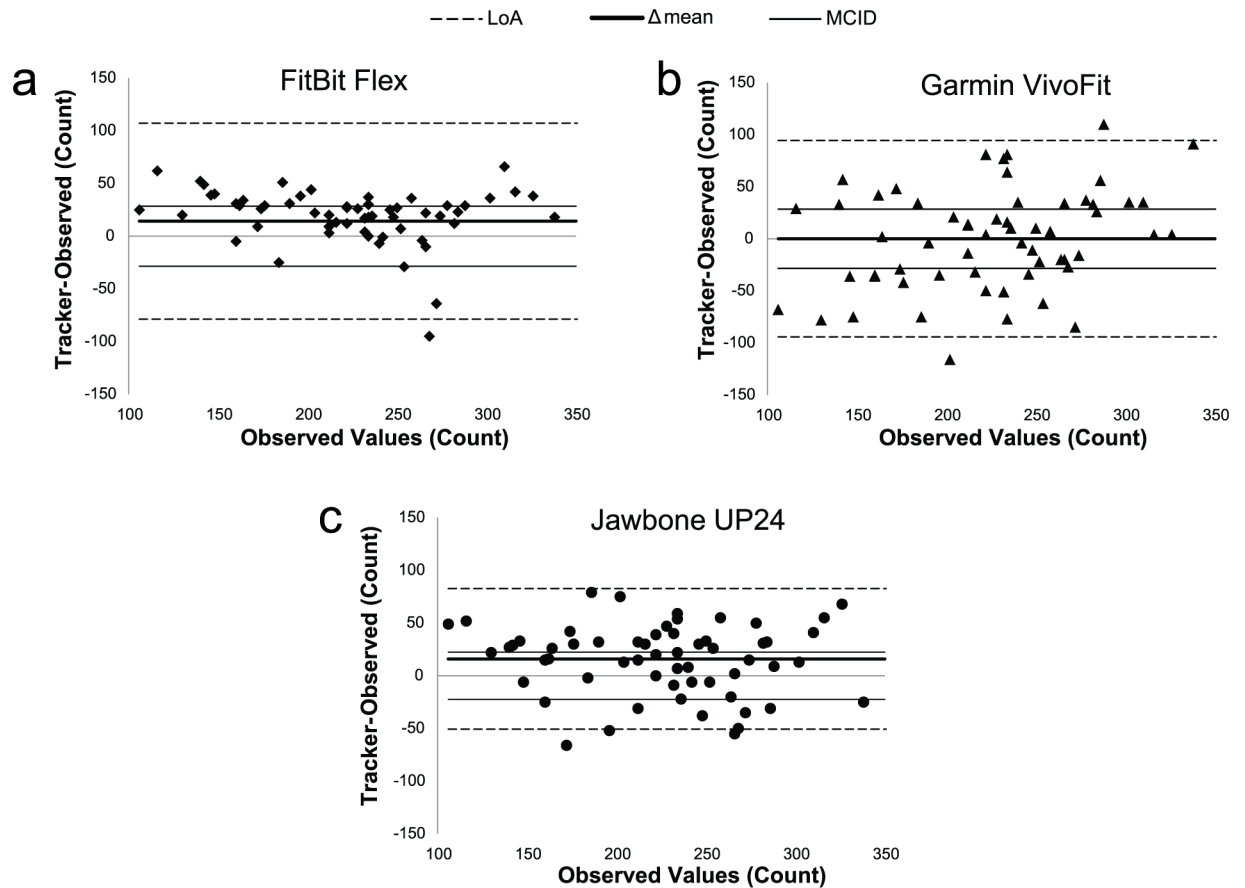 LoA Δ mean MCID
a
FitBit Flex
Tracker-Observed (Count)
150
100
50
0
-50
-100
-150
100 150 200 250 300 350
Observed Values (Count)
b
Garmin VivoFit
Tracker-Observed (Count)
150
100
50
0
-50
-100
-150
100 150 200 250 300 350
Observed Values (Count)
c
Jawbone UP24
Tracker-Observed (Count)
150
100
50
0
-50
-100
-150
100 150 200 250 300 350
Observed Values (Count)